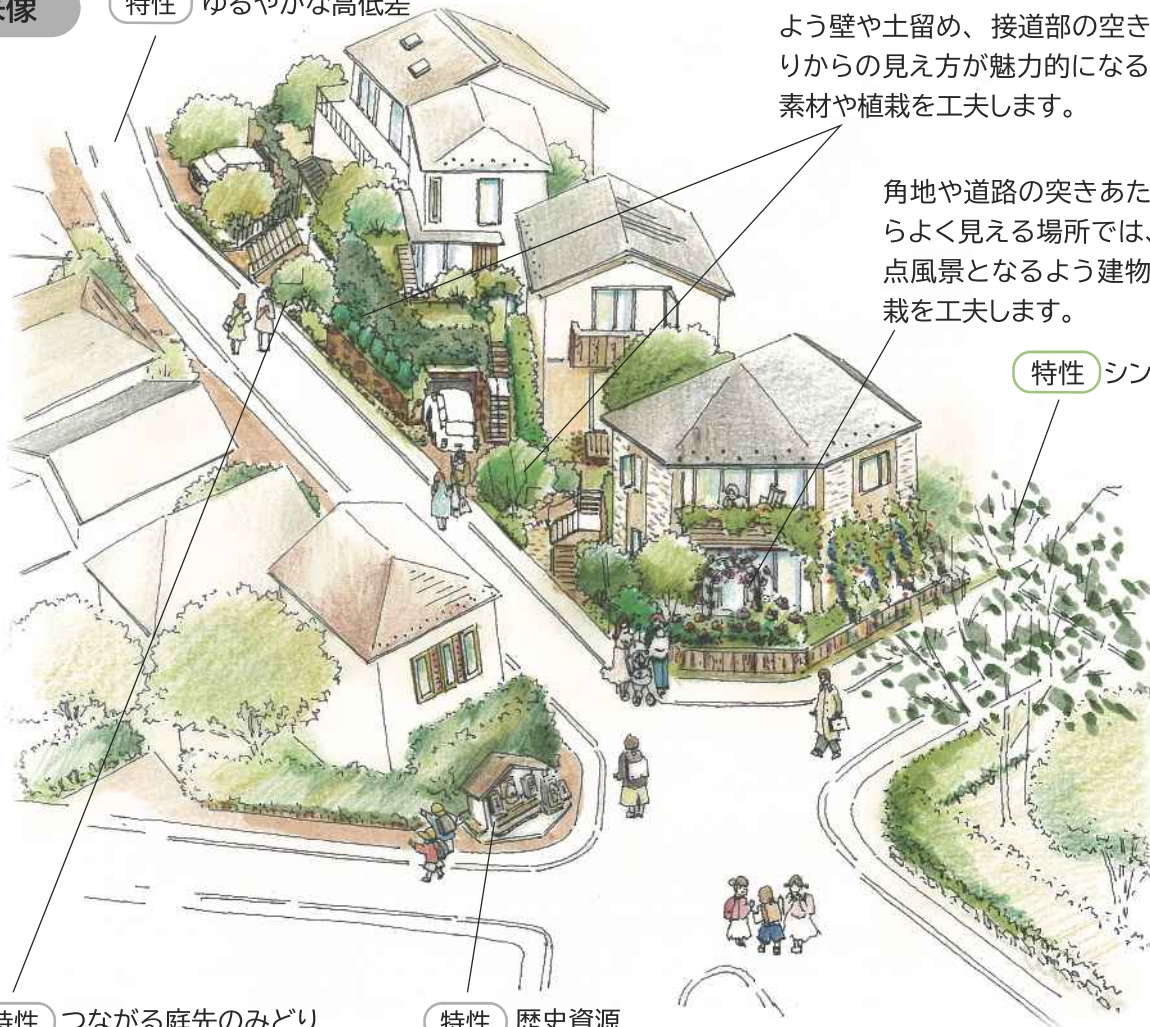 像
特性 ゆるやかな高低差
よう壁や土留め、接道部の空き
りからの見え方が魅力的になる
素材や植栽を工夫します。
角地や道路の突きあた
らよく見える場所では、
点風景となるよう建物
栽を工夫します。
特性 シン
特性 つながる庭先のみどり
特性 歴史資源